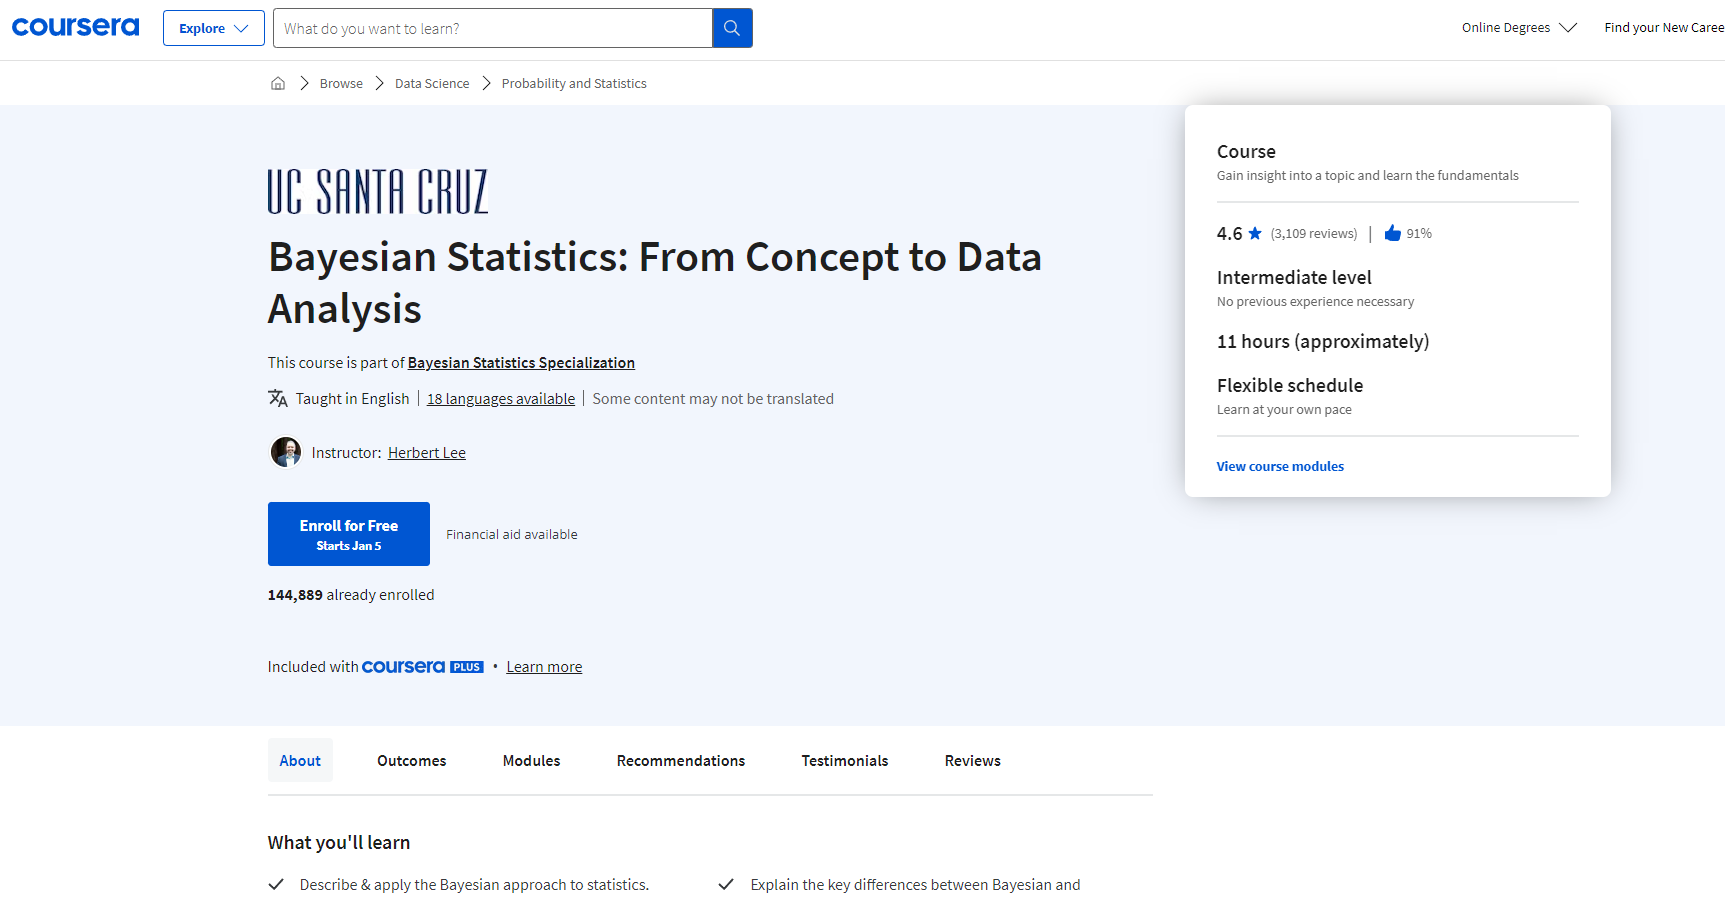 coursera
Explore
What do you want to learn?
Online Degrees
Find your New Caree
Browse
Data Science
Probability and Statistics
UC SANTA CRUZ
Bayesian Statistics: From Concept to Data
Analysis
This course is part of Bayesian Statistics Specialization
Taught in English | 18 languages available | Some content may not be translated
Instructor: Herbert Lee
Enroll for Free
Starts Jan 5
Financial aid available
144,889 already enrolled
Included with coursera PLUS • Learn more
Course
Gain insight into a topic and learn the fundamentals
4.6 ★ (3,109 reviews) | 91%
Intermediate level
No previous experience necessary
11 hours (approximately)
Flexible schedule
Learn at your own pace
View course modules
About
Outcomes
Modules
Recommendations
Testimonials
Reviews
What you'll learn
Describe & apply the Bayesian approach to statistics.
Explain the key differences between Bayesian and